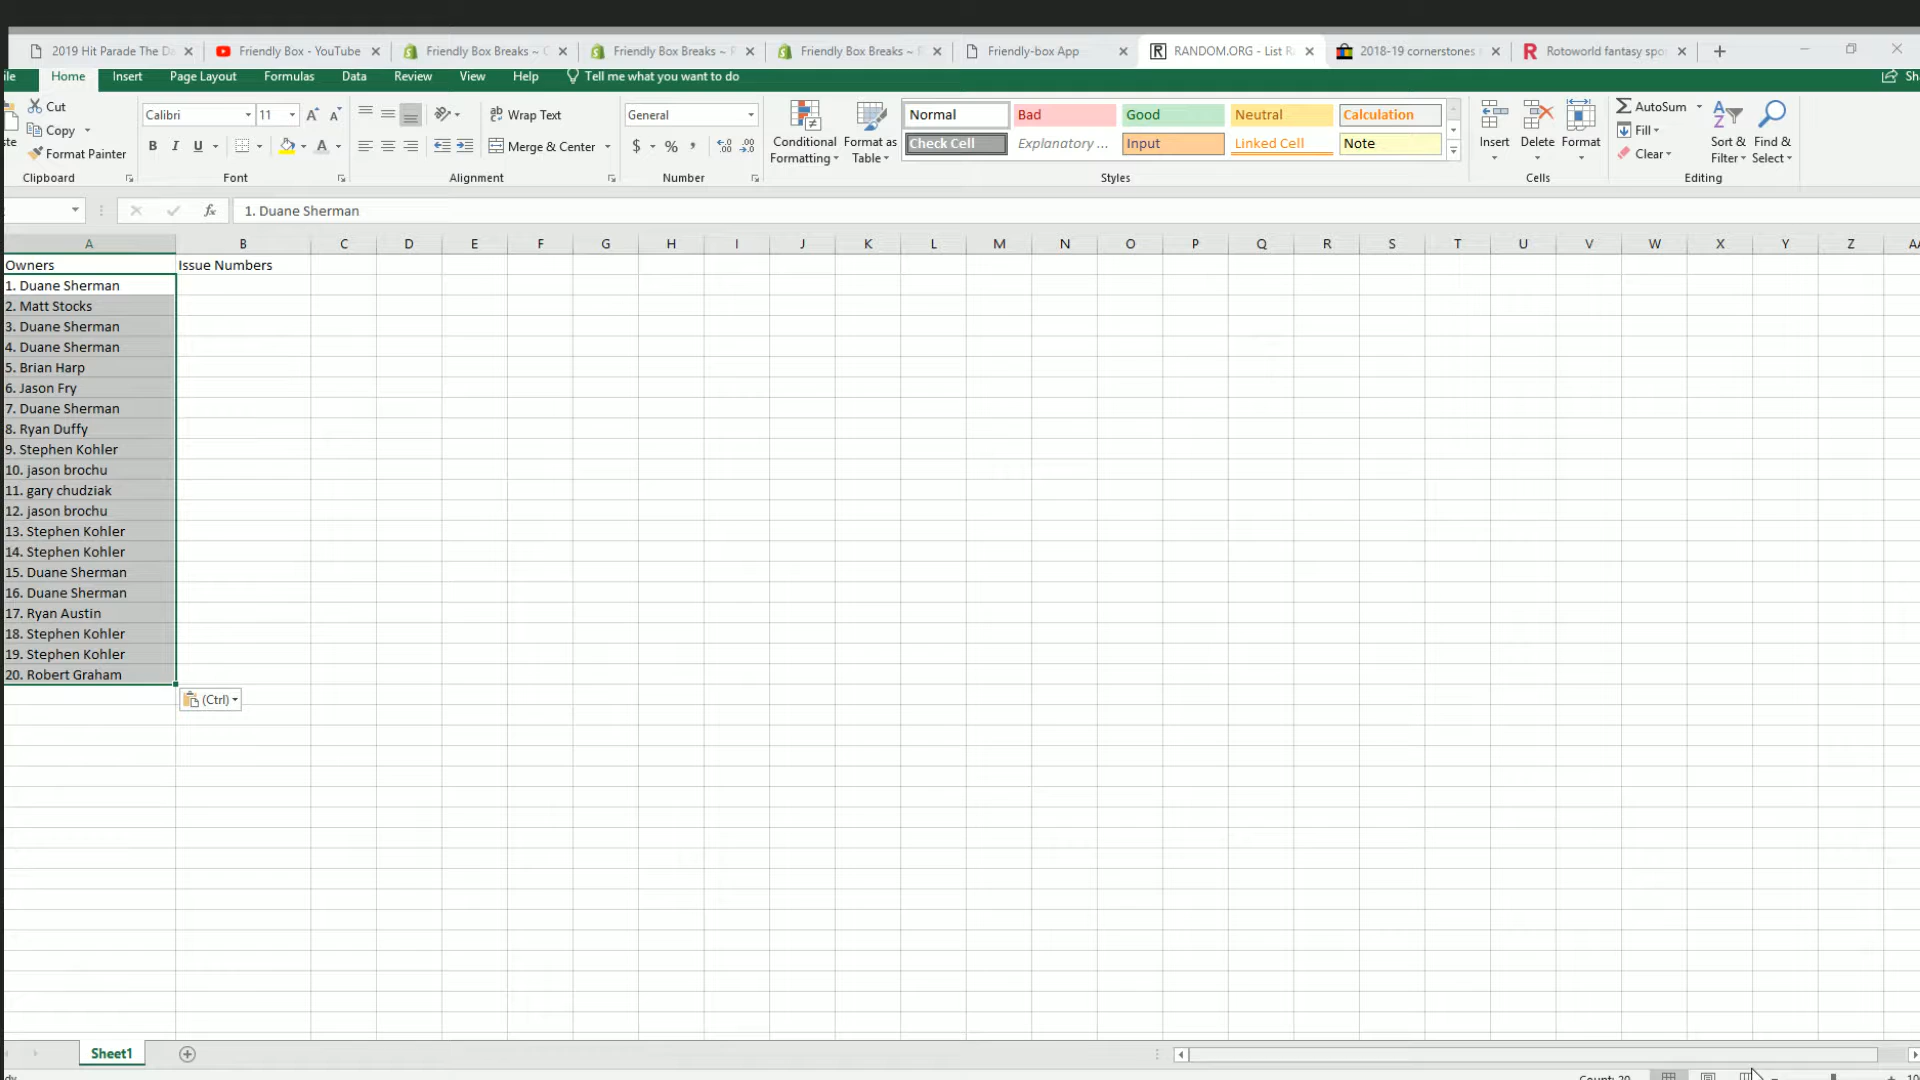 2019 Hit Parade The Da
Friendly Box - YouTube
Friendly Box Breaks ~
Friendly Box Breaks ~
Friendly Box Breaks ~
Friendly-box App
RANDOM.ORG - List R
2018-19 cornerstones
Rotoworld fantasy spo
Home Insert Page Layout Formulas Data Review View Help Tell me what you want to do
Cut
Copy
Format Painter
Clipboard
Calibri 11
B I U
Font
Wrap Text
Merge & Center
Alignment
General
$ % ,
Number
Conditional Formatting
Format as Table
Normal Bad Good Neutral Calculation
Check Cell Explanatory ... Input Linked Cell Note
Styles
Insert Delete Format
Cells
AutoSum
Fill
Clear
Sort & Filter
Find & Select
Editing
fx 1. Duane Sherman
A B C D E F G H I J K L M N O P Q R S T U V W X Y Z
Owners Issue Numbers
1. Duane Sherman
2. Matt Stocks
3. Duane Sherman
4. Duane Sherman
5. Brian Harp
6. Jason Fry
7. Duane Sherman
8. Ryan Duffy
9. Stephen Kohler
10. jason brochu
11. gary chudziak
12. jason brochu
13. Stephen Kohler
14. Stephen Kohler
15. Duane Sherman
16. Duane Sherman
17. Ryan Austin
18. Stephen Kohler
19. Stephen Kohler
20. Robert Graham
(Ctrl)
Sheet1
Count: 20